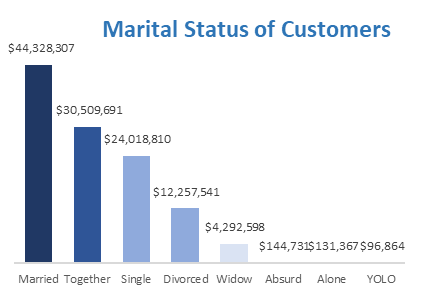 Marital Status of Customers
$44,328,307
$30,509,691
$24,018,810
$12,257,541
$4,292,598
$144,731 $131,367 $96,864
Married Together Single Divorced Widow Absurd Alone YOLO